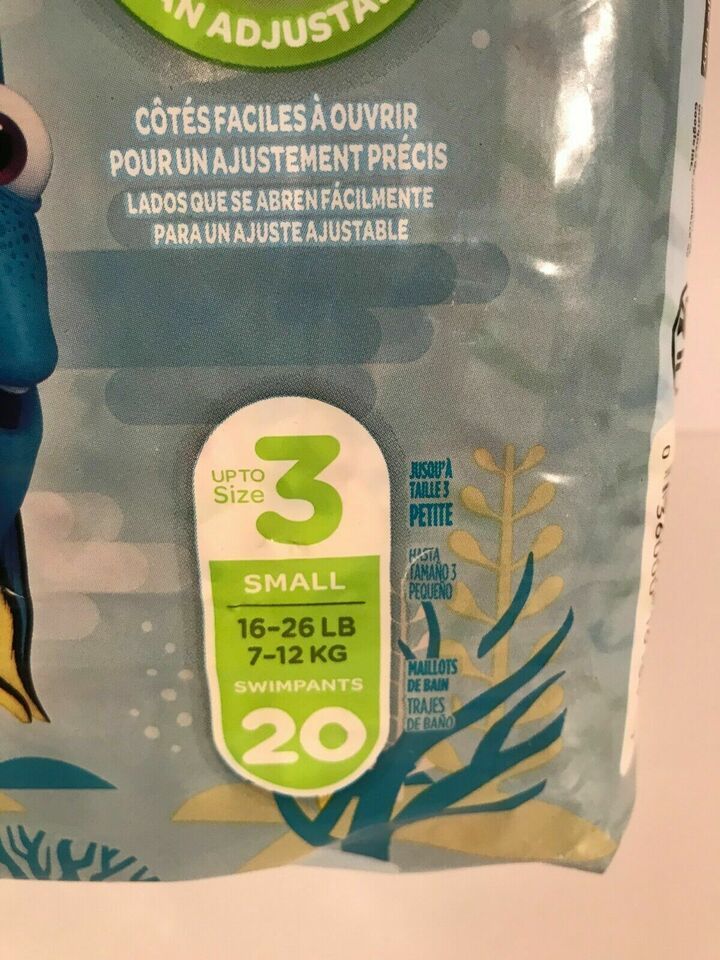 AN ADJUSTA
CÔTÉS FACILES À OUVRIR
POUR UN AJUSTEMENT PRÉCIS
LADOS QUE SE ABREN FÁCILMENTE
PARA UN AJUSTE AJUSTABLE
UP TO
Size
3
SMALL
16-26 LB
7-12 KG
SWIMPANTS
20
JUSQU'À
TAILLE 3
PETITE
HASTA
TAMAÑO 3
PEQUEÑO
MAILLOTS
DE BAIN
TRAJES
DE BAÑO